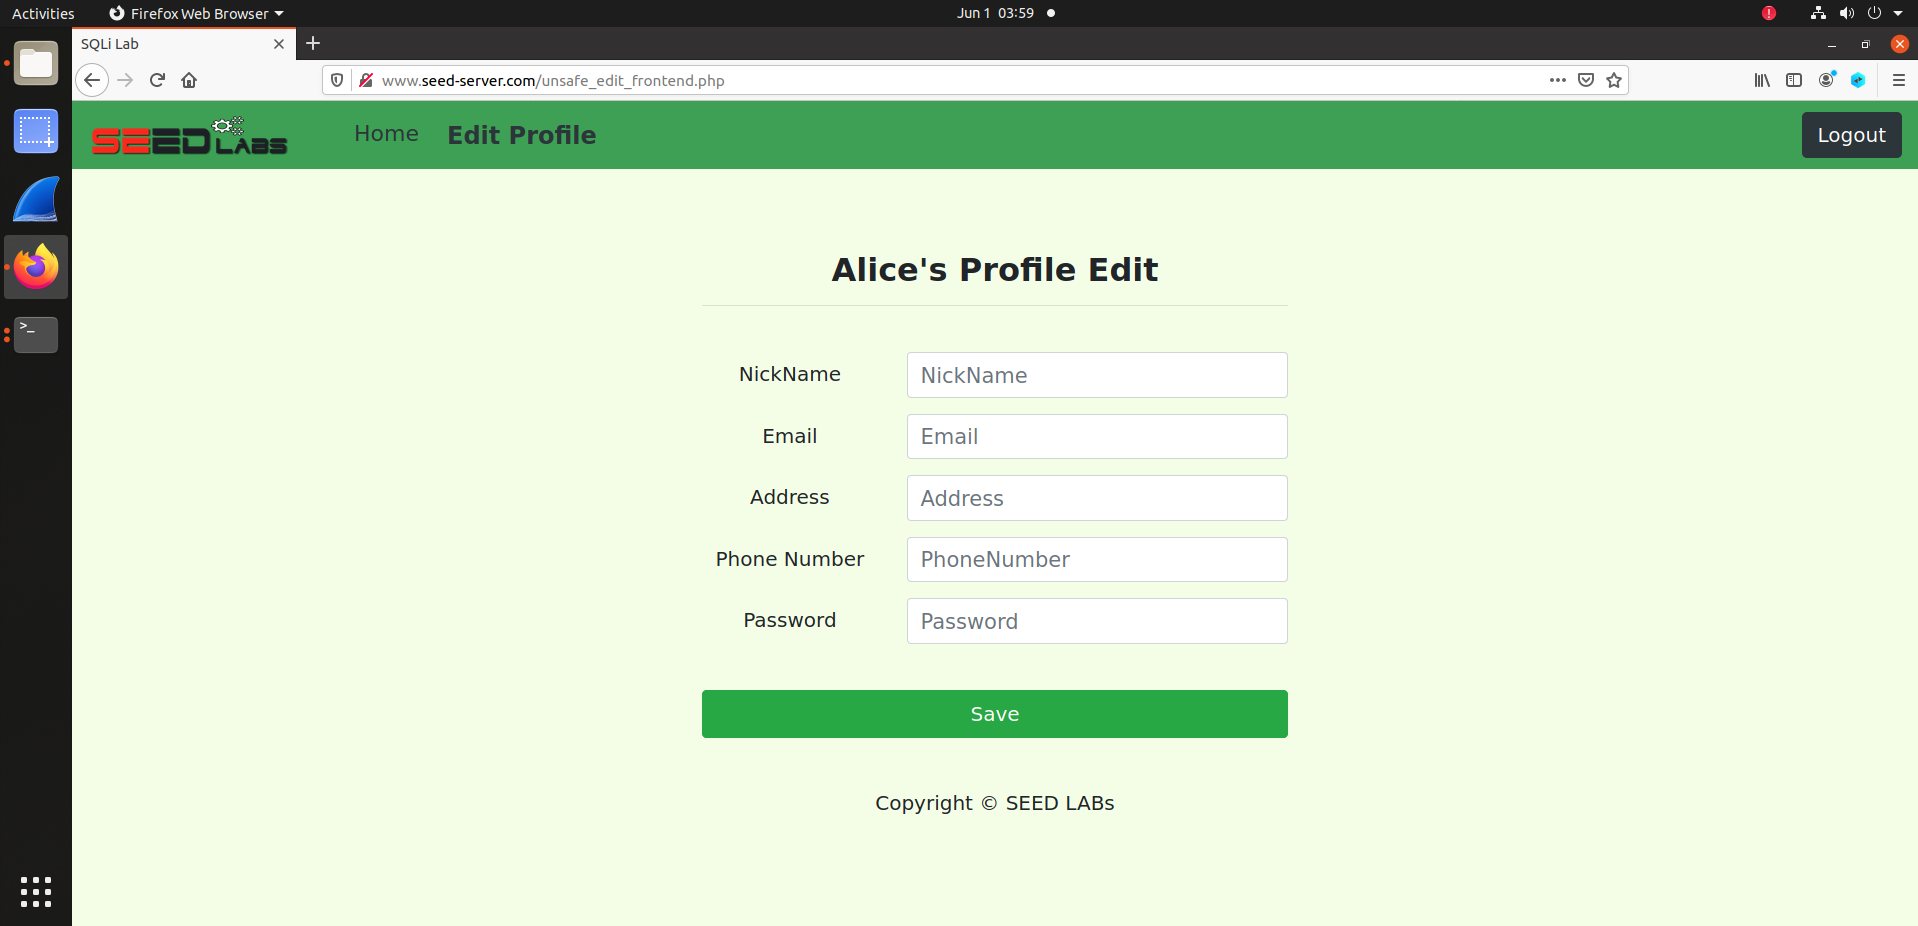 Activities Firefox Web Browser Jun 1 03:59
SQLi Lab
www.seed-server.com/unsafe_edit_frontend.php
SEED LABS Home Edit Profile Logout
Alice's Profile Edit
NickName NickName
Email Email
Address Address
Phone Number PhoneNumber
Password Password
Save
Copyright © SEED LABs